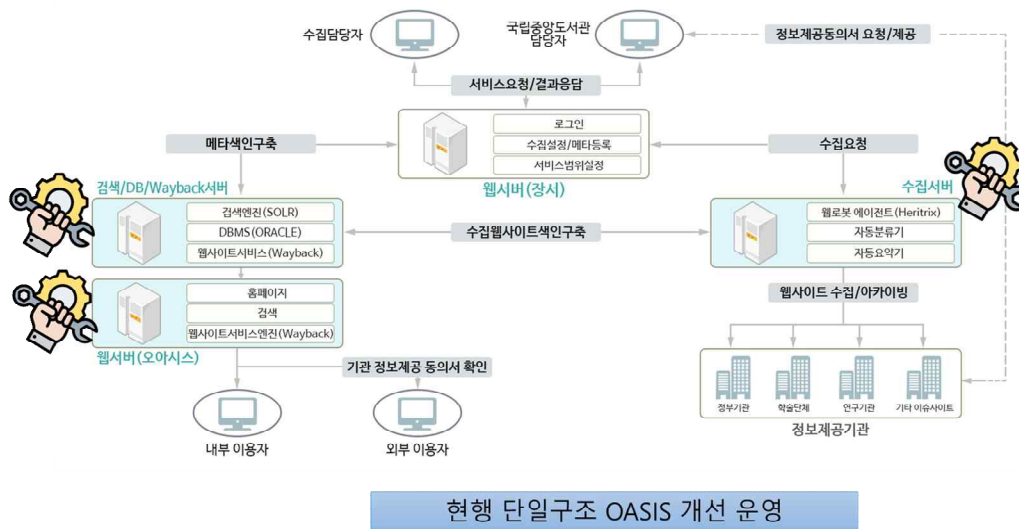 수집담당자
국립중앙도서관
담당자
정보제공동의서 요청/제공
서비스요청/결과응답
로그인
수집설정/메타등록
서비스범위설정
웹서버(장서)
메타색인구축
수집요청
검색/DB/Wayback서버
검색엔진(SOLR)
DBMS(ORACLE)
웹사이트서비스(Wayback)
수집웹사이트색인구축
수집서버
웹로봇 에이전트(Heritrix)
자동분류기
자동요약기
홈페이지
검색
웹사이트서비스엔진(Wayback)
웹서버(오아시스)
웹사이드 수집/아카이빙
기관 정보제공 동의서 확인
정부기관
학술단체
연구기관
기타 이슈사이트
정보제공기관
내부 이용자
외부 이용자
현행 단일구조 OASIS 개선 운영